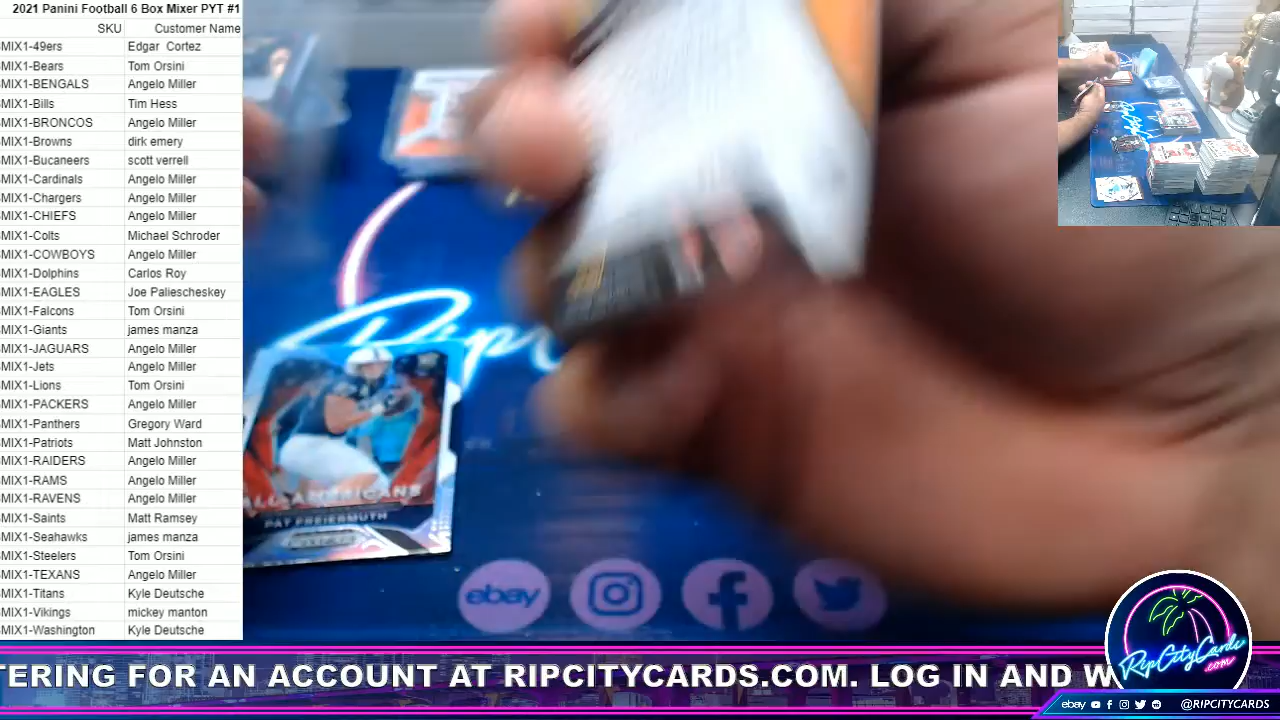 2021 Panini Football 6 Box Mixer PYT #1
SKU Customer Name
MIX1-49ers Edgar Cortez
MIX1-Bears Tom Orsini
MIX1-BENGALS Angelo Miller
MIX1-Bills Tim Hess
MIX1-BRONCOS Angelo Miller
MIX1-Browns dirk emery
MIX1-Bucaneers scott verrell
MIX1-Cardinals Angelo Miller
MIX1-Chargers Angelo Miller
MIX1-CHIEFS Angelo Miller
MIX1-Colts Michael Schroder
MIX1-COWBOYS Angelo Miller
MIX1-Dolphins Carlos Roy
MIX1-EAGLES Joe Paliescheskey
MIX1-Falcons Tom Orsini
MIX1-Giants james manza
MIX1-JAGUARS Angelo Miller
MIX1-Jets Angelo Miller
MIX1-Lions Tom Orsini
MIX1-PACKERS Angelo Miller
MIX1-Panthers Gregory Ward
MIX1-Patriots Matt Johnston
MIX1-RAIDERS Angelo Miller
MIX1-RAMS Angelo Miller
MIX1-RAVENS Angelo Miller
MIX1-Saints Matt Ramsey
MIX1-Seahawks james manza
MIX1-Steelers Tom Orsini
MIX1-TEXANS Angelo Miller
MIX1-Titans Kyle Deutsche
MIX1-Vikings mickey manton
MIX1-Washington Kyle Deutsche
Rip
ALL-AMERICANS
PAT FREIERMUTH
ebay
ERING FOR AN ACCOUNT AT RIPCITYCARDS.COM. LOG IN AND W
RipCityCards
.com
ebay @RIPCITYCARDS